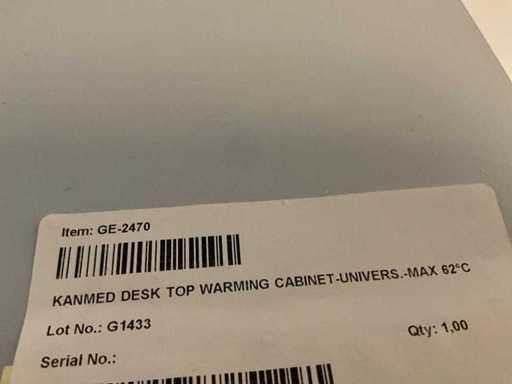 Item: GE-2470
KANMED DESK TOP WARMING CABINET-UNIVERS.-MAX 62°C
Lot No.: G1433
Qty: 1,00
Serial No.: